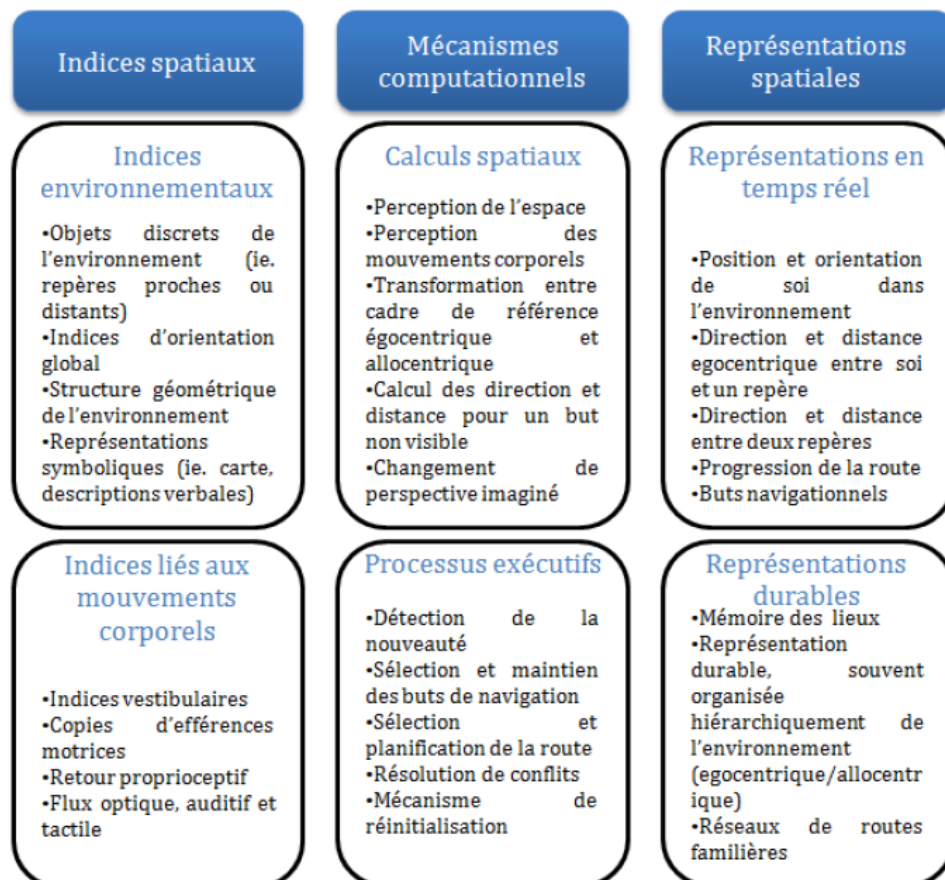 Indices spatiaux
Mécanismes
computationnels
Représentations
spatiales
Indices
environnementaux
•Objets discrets de
l'environnement (ie.
repères proches ou
distants)
•Indices d'orientation
global
•Structure géométrique
de l'environnement
•Représentations
symboliques (ie. carte,
descriptions verbales)
Calculs spatiaux
•Perception de l'espace
•Perception des
mouvements corporels
•Transformation entre
cadre de référence
égocentrique et
allocentrique
•Calcul des direction et
distance pour un but
non visible
•Changement de
perspective imaginé
Représentations en
temps réel
•Position et orientation
de soi dans
l'environnement
•Direction et distance
egocentrique entre soi
et un repère
•Direction et distance
entre deux repères
•Progression de la route
•Buts navigationnels
Indices liés aux
mouvements
corporels
•Indices vestibulaires
•Copies d'efférences
motrices
•Retour proprioceptif
•Flux optique, auditif et
tactile
Processus exécutifs
•Détection de la
nouveauté
•Sélection et maintien
des buts de navigation
•Sélection et
planification de la route
•Résolution de conflits
•Mécanisme de
réinitialisation
Représentations
durables
•Mémoire des lieux
•Représentation
durable, souvent
organisée
hiérarchiquement de
l'environnement
(egocentrique/allocentr
ique)
•Réseaux de routes
familières